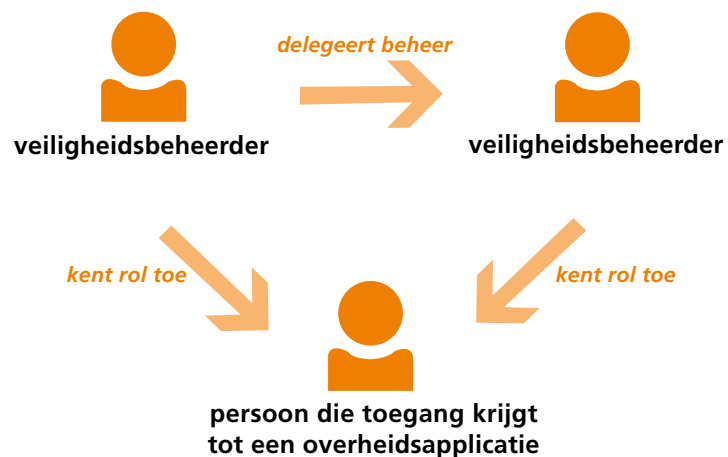 delegeert beheer
veiligheidsbeheerder
veiligheidsbeheerder
kent rol toe
kent rol toe
persoon die toegang krijgt
tot een overheidsapplicatie